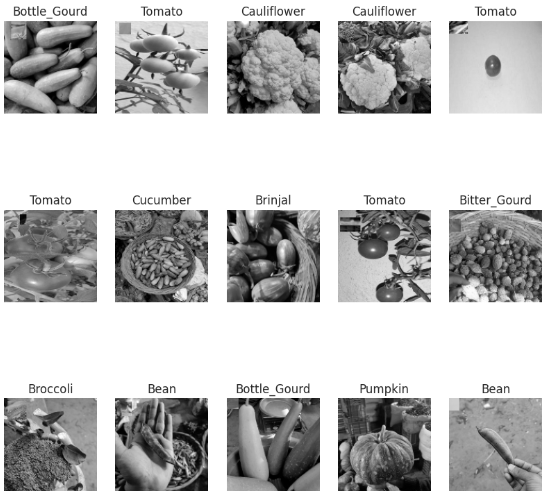 Bottle_Gourd Tomato Cauliflower Cauliflower Tomato
Tomato Cucumber Brinjal Tomato Bitter_Gourd
Broccoli Bean Bottle_Gourd Pumpkin Bean